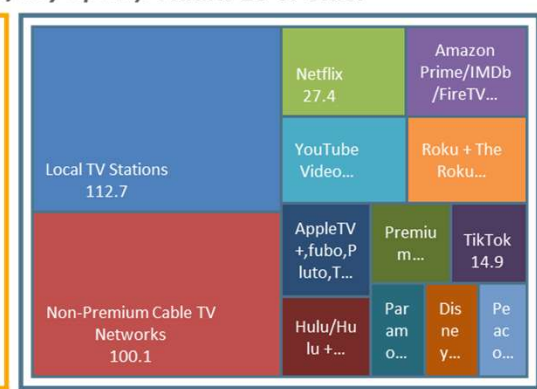 Local TV Stations
112.7
Non-Premium Cable TV
Networks
100.1
Netflix
27.4
Amazon
Prime/IMDb
/FireTV...
YouTube
Video...
Roku + The
Roku...
AppleTV
+,fubo,P
luto,T...
Premiu
m...
TikTok
14.9
Hulu/Hu
lu +...
Par
am
o...
Dis
ne
y...
Pe
ac
o...